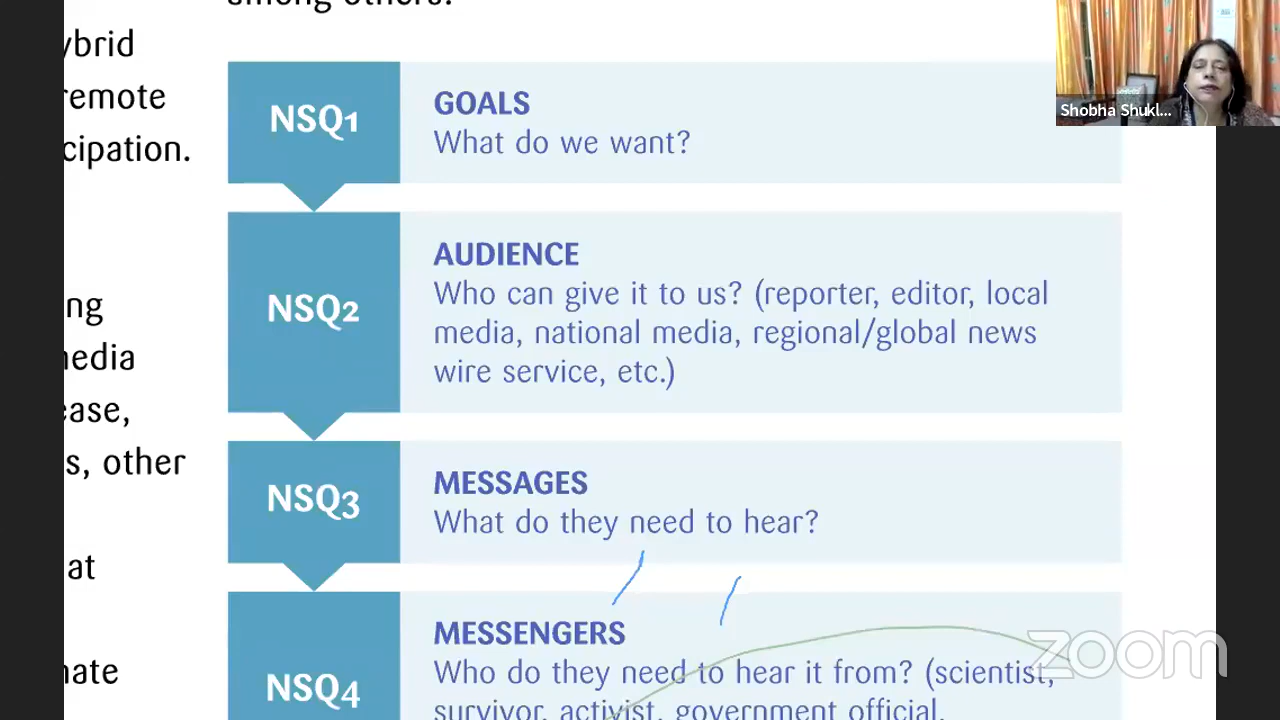 among others?
ybrid
remote
cipation.
ng
nedia
ease,
s, other
at
nate
NSQ1
GOALS
What do we want?
NSQ2
AUDIENCE
Who can give it to us? (reporter, editor, local
media, national media, regional/global news
wire service, etc.)
NSQ3
MESSAGES
What do they need to hear?
NSQ4
MESSENGERS
Who do they need to hear it from? (scientist,
survivor, activist, government official,
Shobha Shukl...
zoom